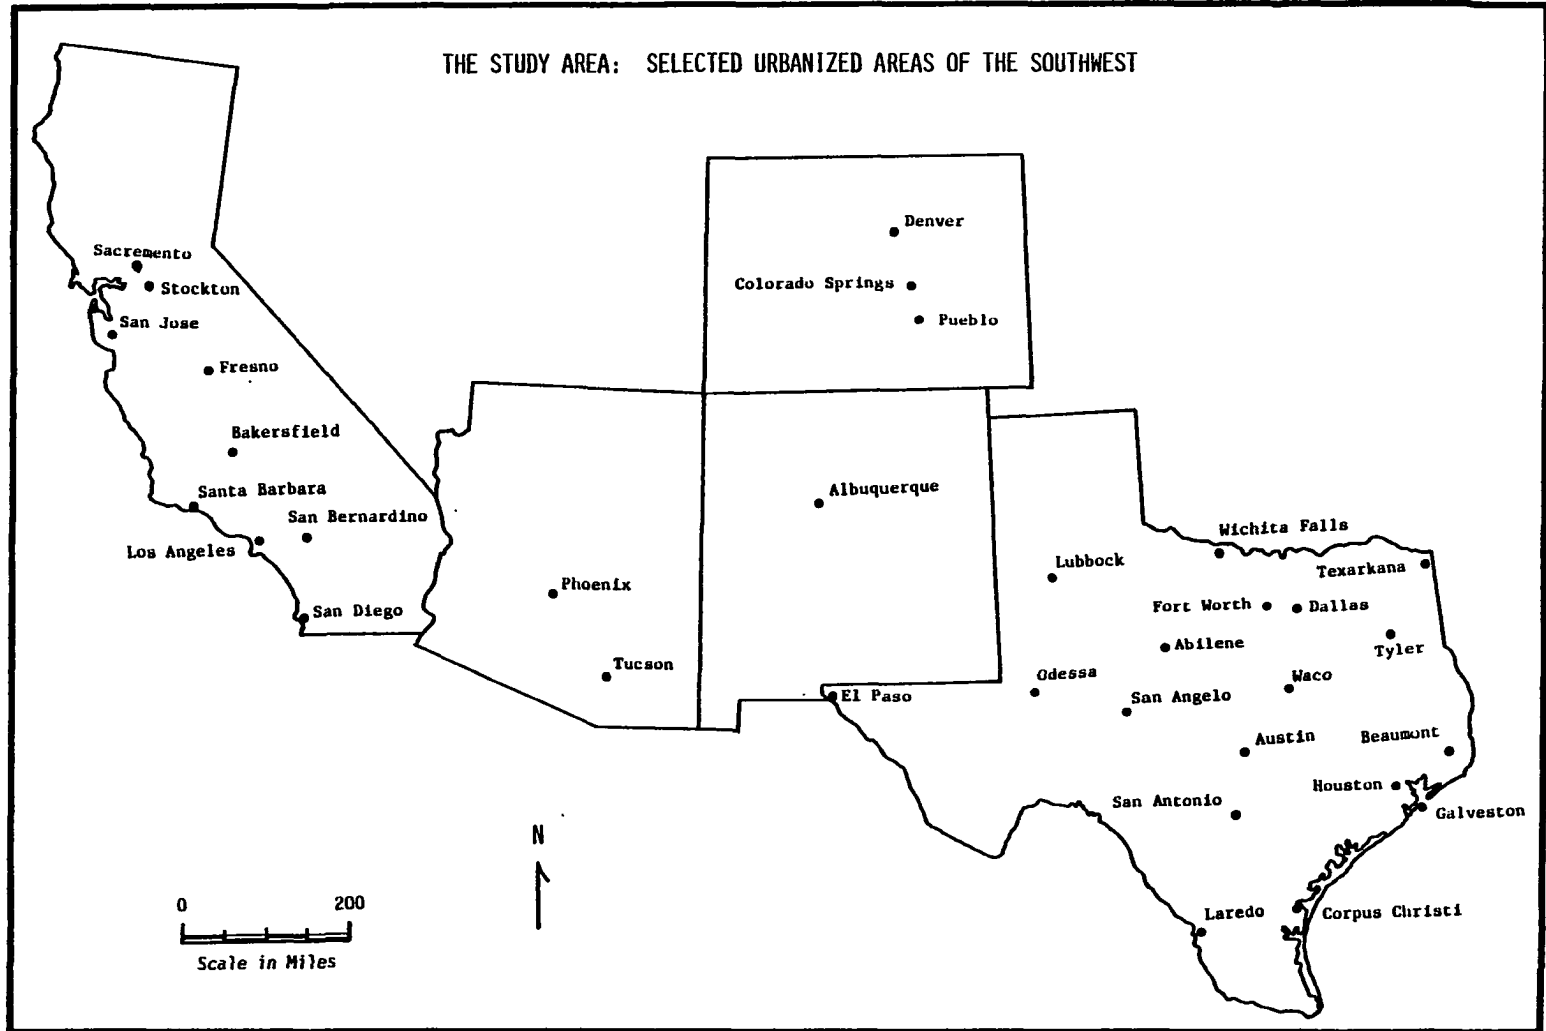 THE STUDY AREA: SELECTED URBANIZED AREAS OF THE SOUTHWEST
Denver
Sacremento
Colorado Springs
Stockton
Pueblo
San Jose
Fresno
Bakersfield
Albuquerque
Santa Barbara
San Bernardino
Wichita Falls
Los Angeles
Lubbock
Texarkana
Phoenix
Fort Worth
Dallas
San Diego
Abilene
Tyler
Tucson
Odessa
Waco
El Paso
San Angelo
Austin
Beaumont
Houston
San Antonio
Galveston
N
0 200
Laredo
Corpus Christi
Scale in Miles